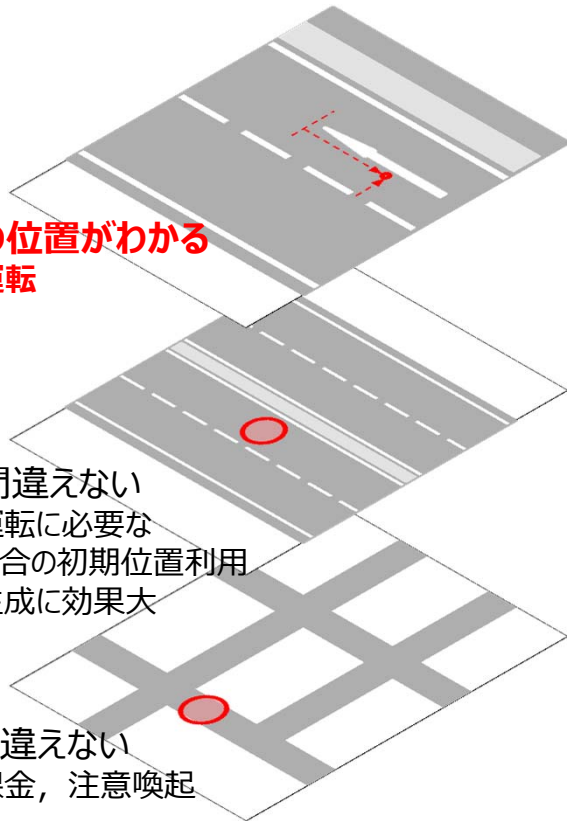 の位置がわかる
運転
間違えない
運転に必要な
合の初期位置利用
生成に効果大
違えない
課金，注意喚起